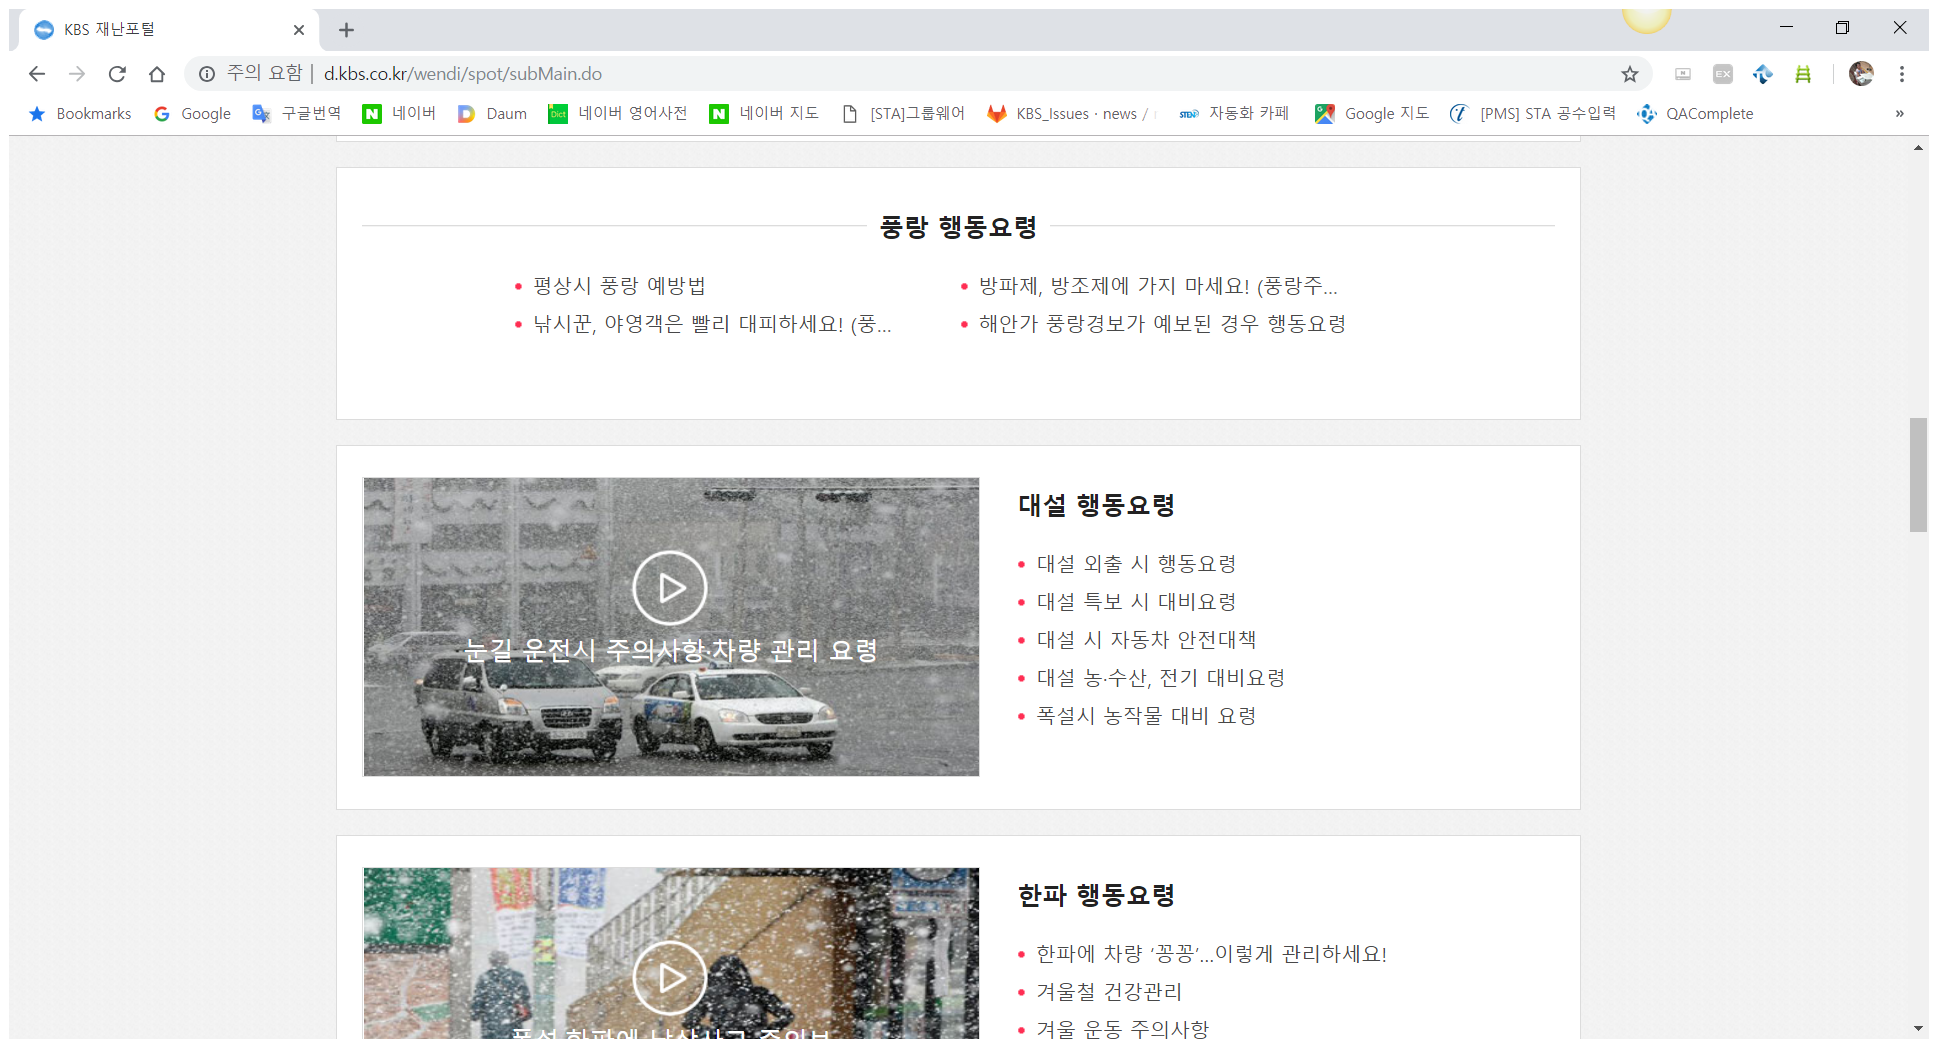 KBS 재난포털
주의 요함 | d.kbs.co.kr/wendi/spot/subMain.do
EX
Bookmarks Google 구글번역 네이버 Daum 네이버 영어사전 네이버 지도 [STA]그룹웨어 KBS_Issues · news / 자동화 카페 Google 지도 [PMS] STA 공수입력 QAComplete »
풍랑 행동요령
평상시 풍랑 예방법
방파제, 방조제에 가지 마세요! (풍랑주...
낚시꾼, 야영객은 빨리 대피하세요! (풍...
해안가 풍랑경보가 예보된 경우 행동요령
눈길 운전시 주의사항·차량 관리 요령
대설 행동요령
대설 외출 시 행동요령
대설 특보 시 대비요령
대설 시 자동차 안전대책
대설 농·수산, 전기 대비요령
폭설시 농작물 대비 요령
한파 행동요령
한파에 차량 ‘꽁꽁’...이렇게 관리하세요!
겨울철 건강관리
겨울 운동 주의사항